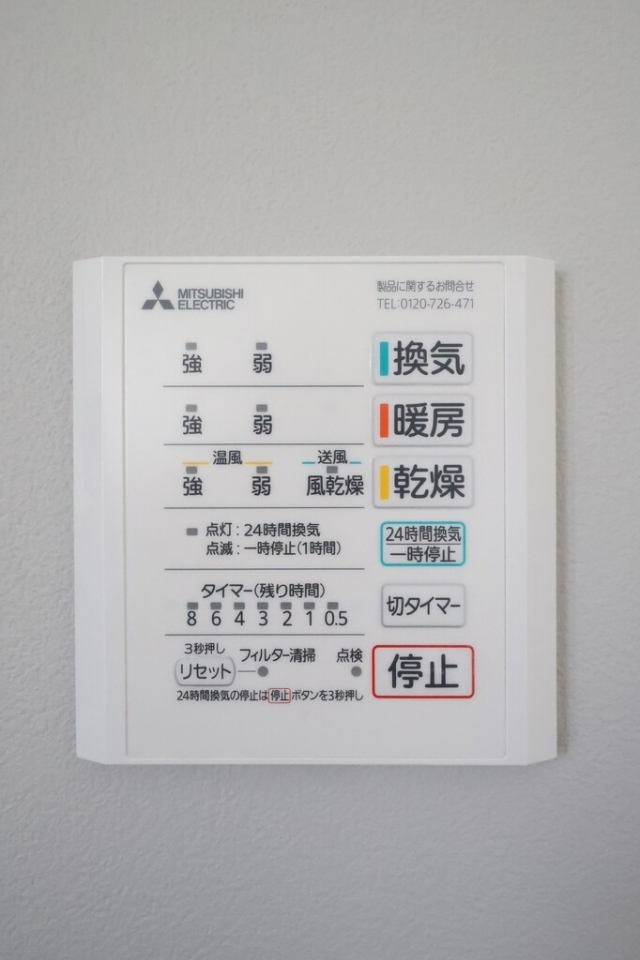 MITSUBISHI
ELECTRIC
製品に関するお問合せ
TEL:0120-726-471
強 弱 換気
強 弱 暖房
温風 送風
強 弱 風乾燥 乾燥
点灯：24時間換気
点滅：一時停止(1時間)
24時間換気
一時停止
タイマー(残り時間)
8 6 4 3 2 1 0.5
切タイマー
3秒押し
リセット フィルター清掃 点検
停止
24時間換気の停止は停止ボタンを3秒押し